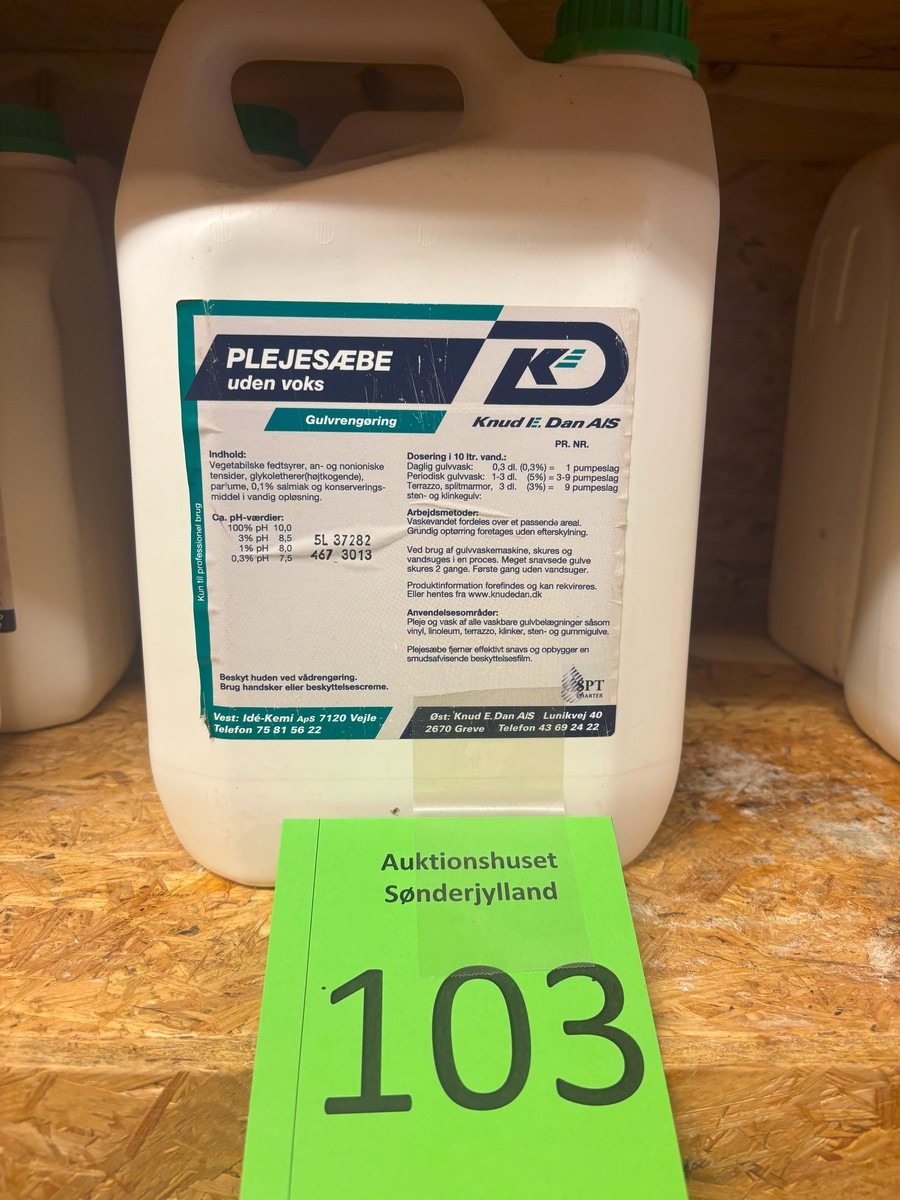 PLEJESÆBE
uden voks
KE
Gulvrengøring
Knud E. Dan A/S
PR. NR.
Indhold:
Vegetabilske fedtsyrer, an- og nonioniske
tensider, glykoletherer(højtkogende),
parfume, 0,1% salmiak og konserverings-
middel i vandig opløsning.
Ca. pH-værdier:
100% pH 10,0
3% pH 8,5
1% pH 8,0
0,3% pH 7,5
5L 37282
467 3013
Kun til professionel brug
Beskyt huden ved vådrengøring.
Brug handsker eller beskyttelsescreme.
Dosering i 10 ltr. vand.:
Daglig gulvvask: 0,3 dl. (0,3%) = 1 pumpeslag
Periodisk gulvvask: 1-3 dl. (5%) = 3-9 pumpeslag
Terrazzo, splitmarmor, 3 dl. (3%) = 9 pumpeslag
sten- og klinkegulv:
Arbejdsmetoder:
Vaskevandet fordeles over et passende areal.
Grundig optørring foretages uden efterskylning.
Ved brug af gulvvaskemaskine, skures og
vandsuges i en proces. Meget snavsede gulve
skures 2 gange. Første gang uden vandsuger.
Produktinformation forefindes og kan rekvireres.
Eller hentes fra www.knudedan.dk
Anvendelsesområder:
Pleje og vask af alle vaskbare gulvbelægninger såsom
vinyl, linoleum, terrazzo, klinker, sten- og gummigulve.
Plejesæbe fjerner effektivt snavs og opbygger en
smudsafvisende beskyttelsesfilm.
SPT
CHARTER
Vest: Idé-Kemi ApS 7120 Vejle
Telefon 75 81 56 22
Øst: Knud E. Dan A/S Lunikvej 40
2670 Greve Telefon 43 69 24 22
Auktionshuset
Sønderjylland
103